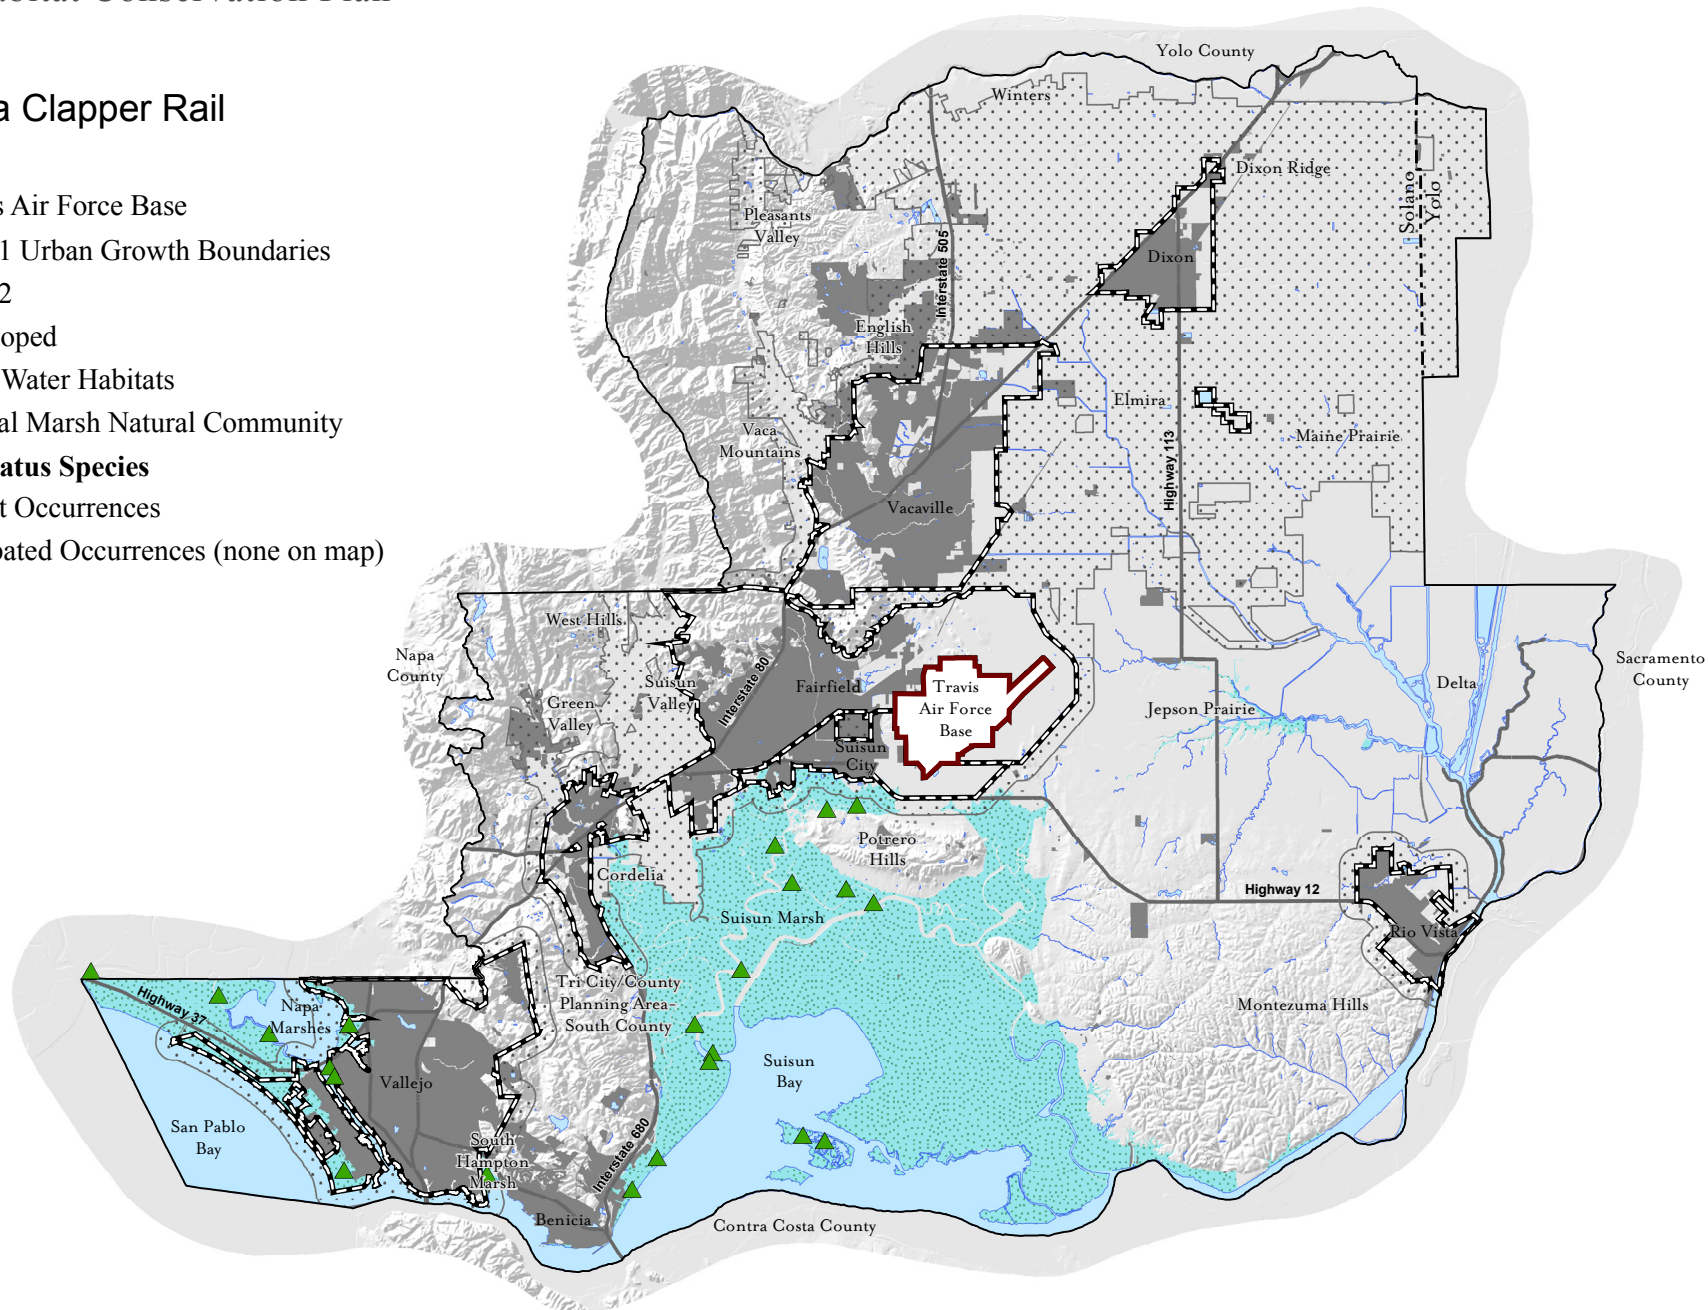 abitat Conservation Plan
a Clapper Rail
s Air Force Base
1 Urban Growth Boundaries
2
oped
Water Habitats
al Marsh Natural Community
atus Species
t Occurrences
pated Occurrences (none on map)
Yolo County
Winters
Dixon Ridge
Solano
Yolo
Pleasants
Valley
Interstate 505
Dixon
English
Hills
Elmira
Maine Prairie
Highway 113
Vaca
Mountains
Vacaville
West Hills
Napa
County
Suisun
Valley
Green
Valley
Interstate 80
Fairfield
Travis
Air Force
Base
Suisun
City
Jepson Prairie
Delta
Sacramento
County
Potrero
Hills
Cordelia
Suisun Marsh
Highway 12
Rio Vista
Tri City/County
Planning Area-
South County
Montezuma Hills
Highway 37
Napa
Marshes
Vallejo
Suisun
Bay
San Pablo
Bay
South
Hampton
Marsh
Interstate 680
Benicia
Contra Costa County